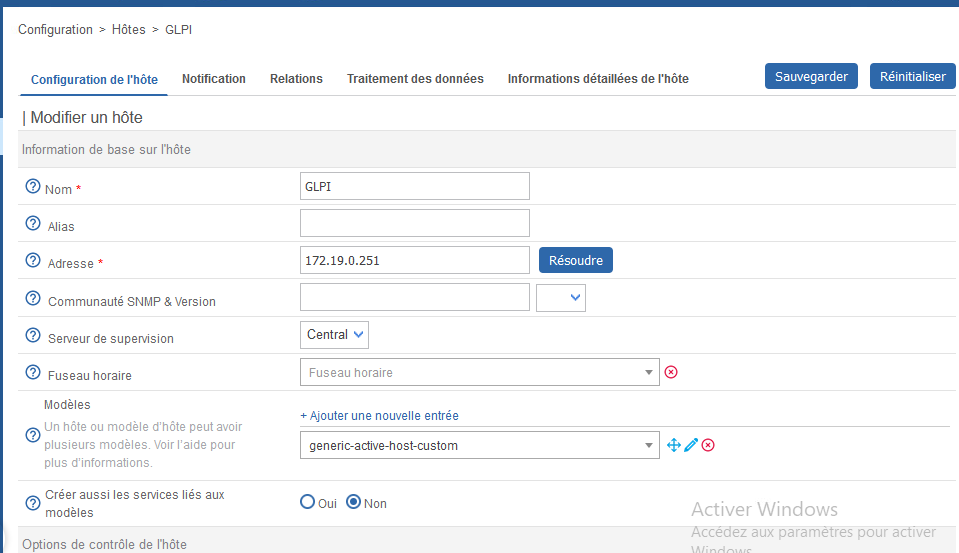 Configuration > Hôtes > GLPI
Configuration de l'hôte Notification Relations Traitement des données Informations détaillées de l'hôte Sauvegarder Réinitialiser
| Modifier un hôte
Information de base sur l'hôte
? Nom * GLPI
? Alias
? Adresse * 172.19.0.251 Résoudre
? Communauté SNMP & Version
? Serveur de supervision Central
? Fuseau horaire Fuseau horaire
Modèles
+ Ajouter une nouvelle entrée
Un hôte ou modèle d'hôte peut avoir
? plusieurs modèles. Voir l'aide pour generic-active-host-custom
plus d'informations.
? Créer aussi les services liés aux
modèles Oui Non
Activer Windows
Accédez aux paramètres pour activer
Windows
Options de contrôle de l'hôte